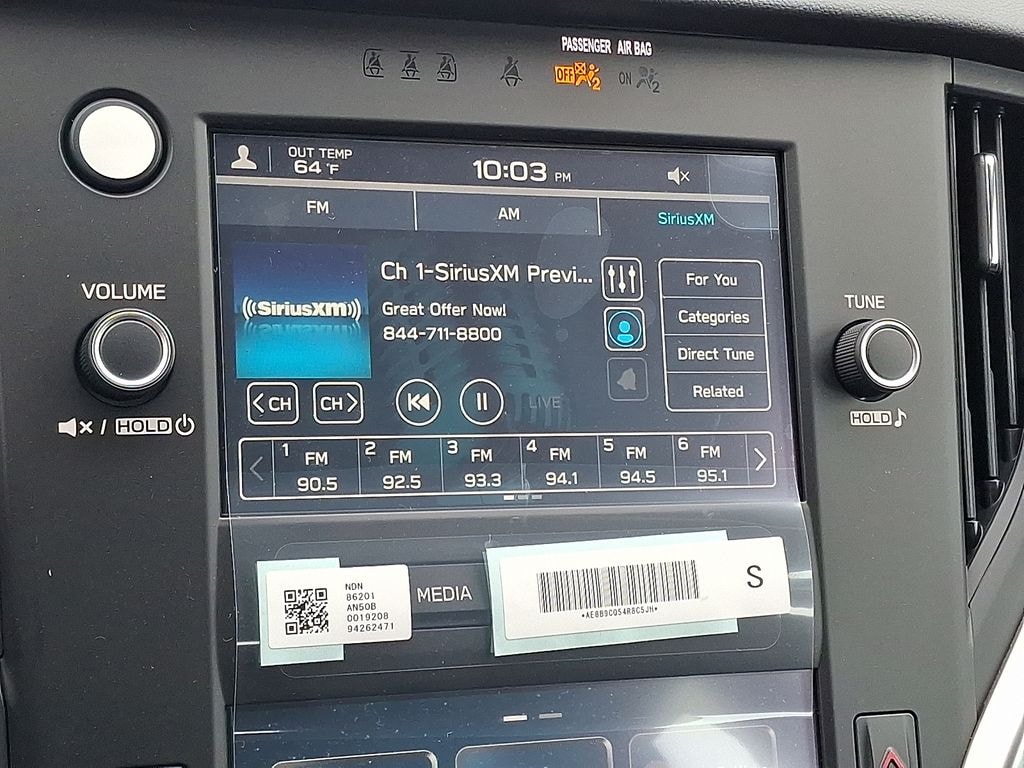 PASSENGER AIR BAG
OFF 2 ON 2
OUT TEMP
64°F
10:03 PM
FM
AM
SiriusXM
Ch 1-SiriusXM Previ...
Great Offer Now!
844-711-8800
((SiriusXM))
For You
Categories
Direct Tune
Related
VOLUME
HOLD
TUNE
HOLD
CH
CH
LIVE
1 FM 90.5
2 FM 92.5
3 FM 93.3
4 FM 94.1
5 FM 94.5
6 FM 95.1
NDN
86201
AN50B
0019208
94262471
MEDIA
*AE6B9C054R8C5JH*
S